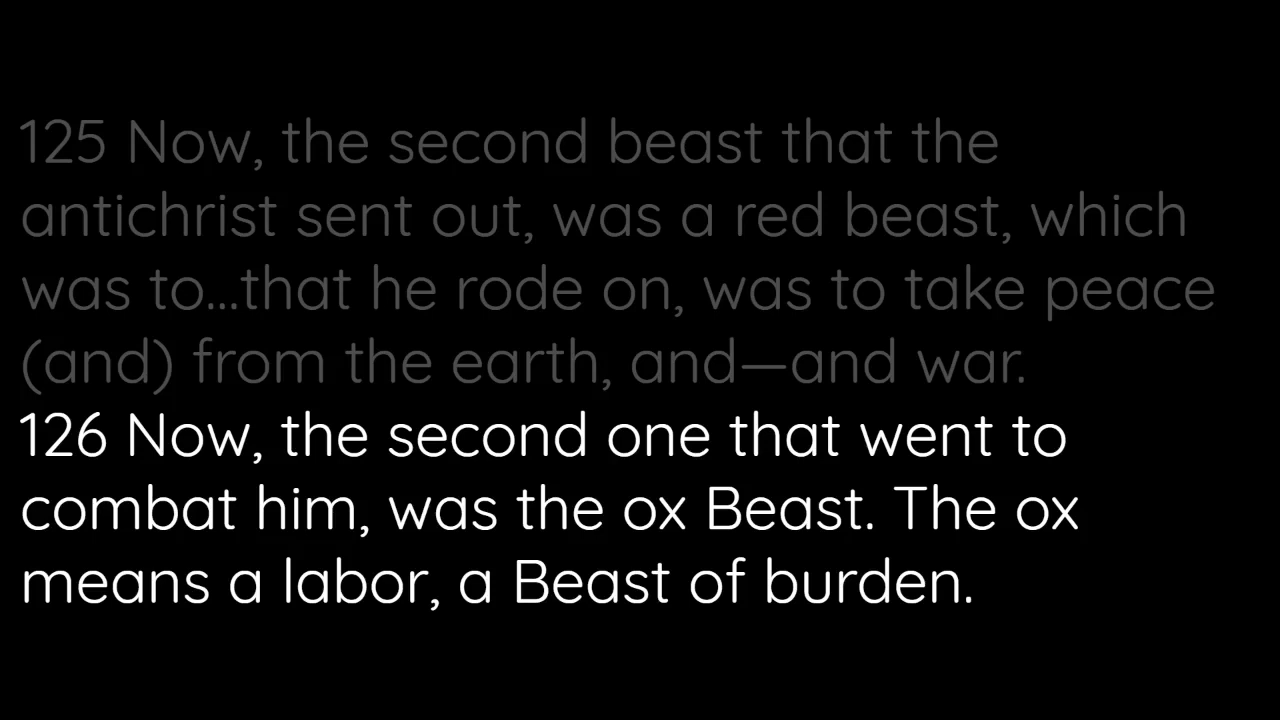 125 Now, the second beast that the
antichrist sent out, was a red beast, which
was to...that he rode on, was to take peace
(and) from the earth, and—and war.
126 Now, the second one that went to
combat him, was the ox Beast. The ox
means a labor, a Beast of burden.